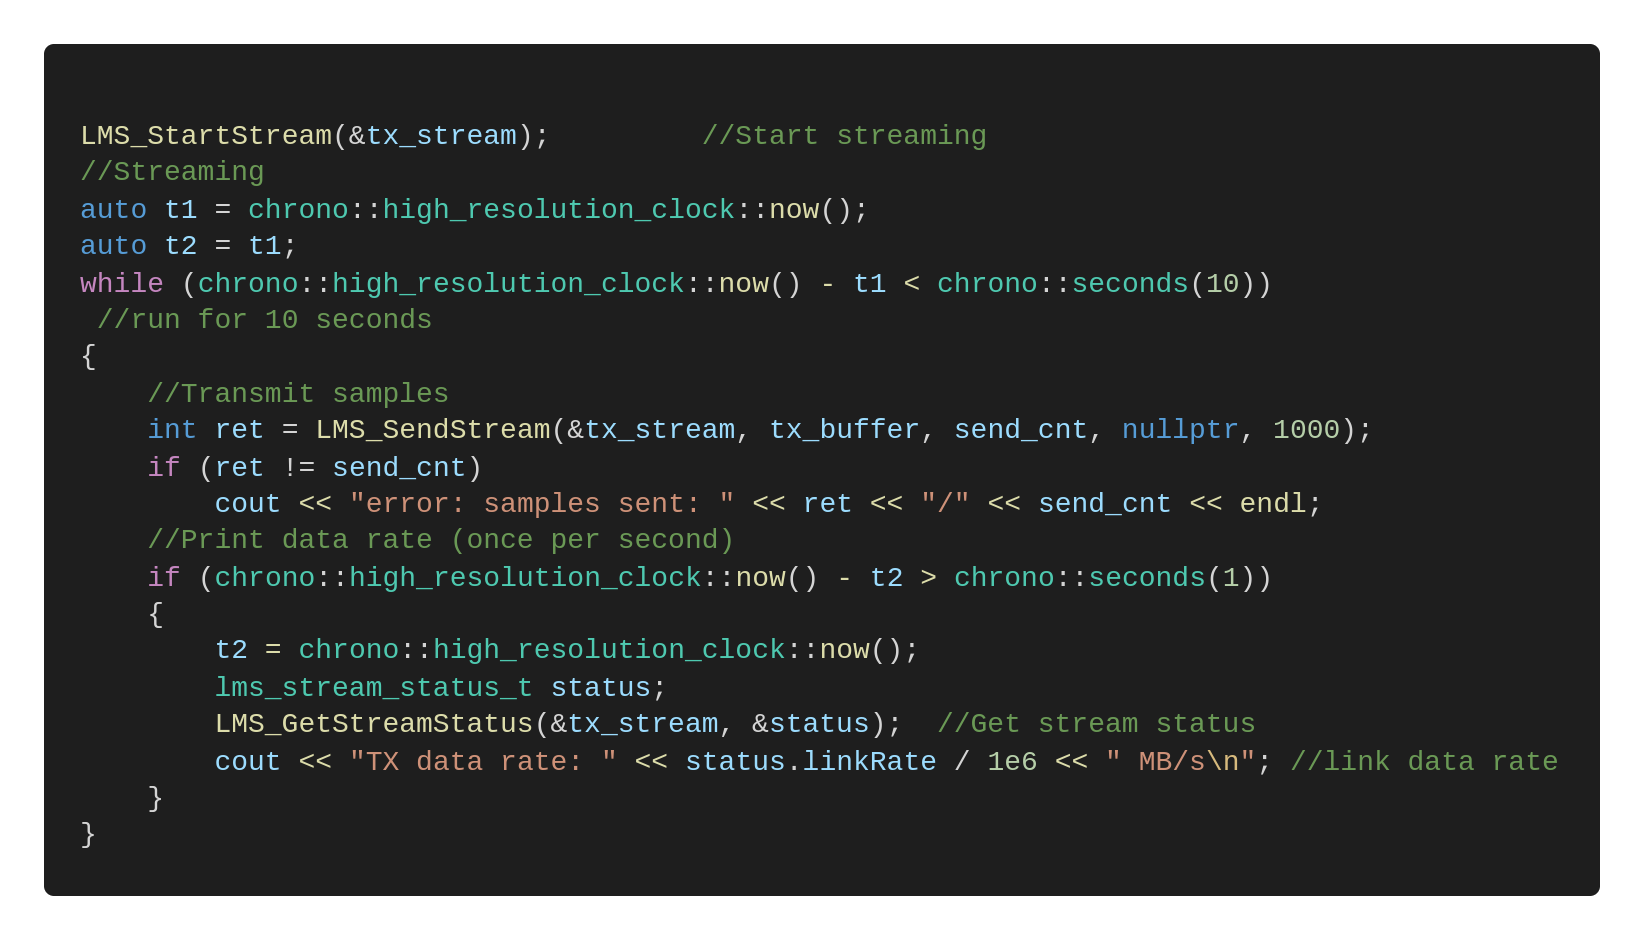 LMS_StartStream(&tx_stream);         //Start streaming
//Streaming
auto t1 = chrono::high_resolution_clock::now();
auto t2 = t1;
while (chrono::high_resolution_clock::now() - t1 < chrono::seconds(10))
 //run for 10 seconds
{
    //Transmit samples
    int ret = LMS_SendStream(&tx_stream, tx_buffer, send_cnt, nullptr, 1000);
    if (ret != send_cnt)
        cout << "error: samples sent: " << ret << "/" << send_cnt << endl;
    //Print data rate (once per second)
    if (chrono::high_resolution_clock::now() - t2 > chrono::seconds(1))
    {
        t2 = chrono::high_resolution_clock::now();
        lms_stream_status_t status;
        LMS_GetStreamStatus(&tx_stream, &status);  //Get stream status
        cout << "TX data rate: " << status.linkRate / 1e6 << " MB/s\n"; //link data rate
    }
}